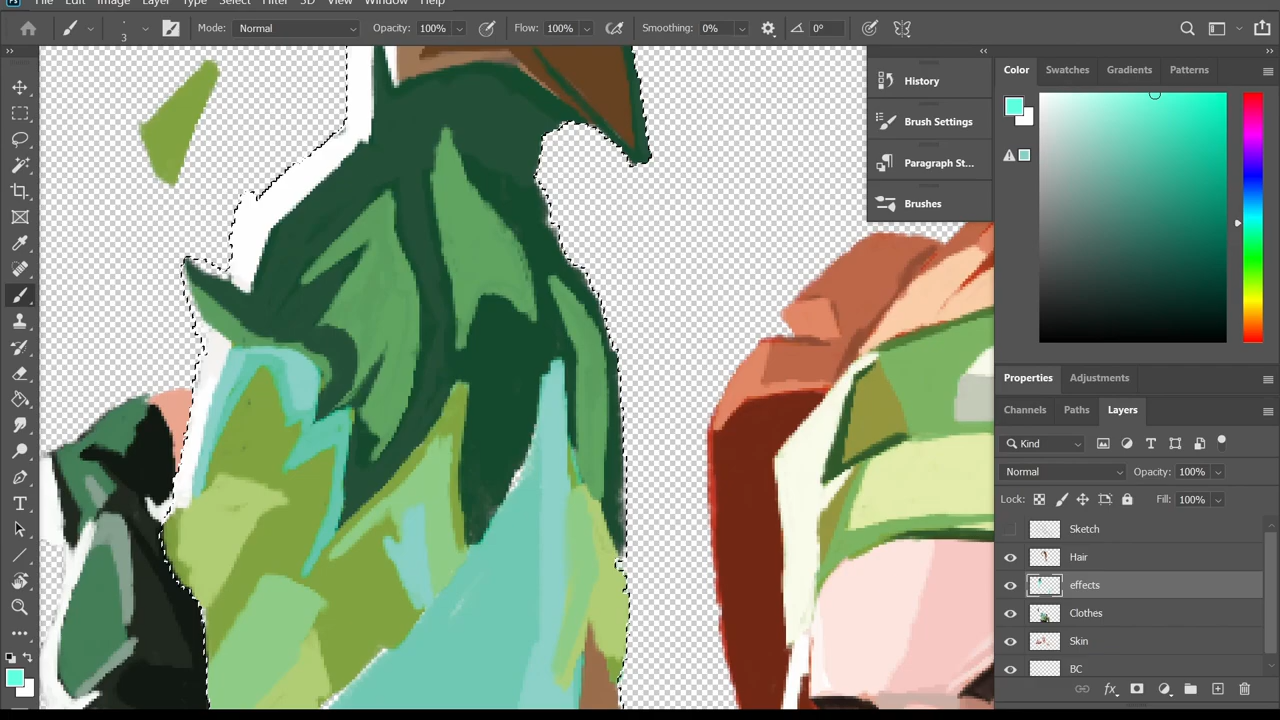 File Edit Image Layer Type Select Filter 3D View Window Help
3 Mode: Normal Opacity: 100% Flow: 100% Smoothing: 0% 0°
History
Brush Settings
Paragraph St...
Brushes
Color Swatches Gradients Patterns
Properties Adjustments
Channels Paths Layers
Kind
Normal Opacity: 100%
Lock: Fill: 100%
Sketch
Hair
effects
Clothes
Skin
BC